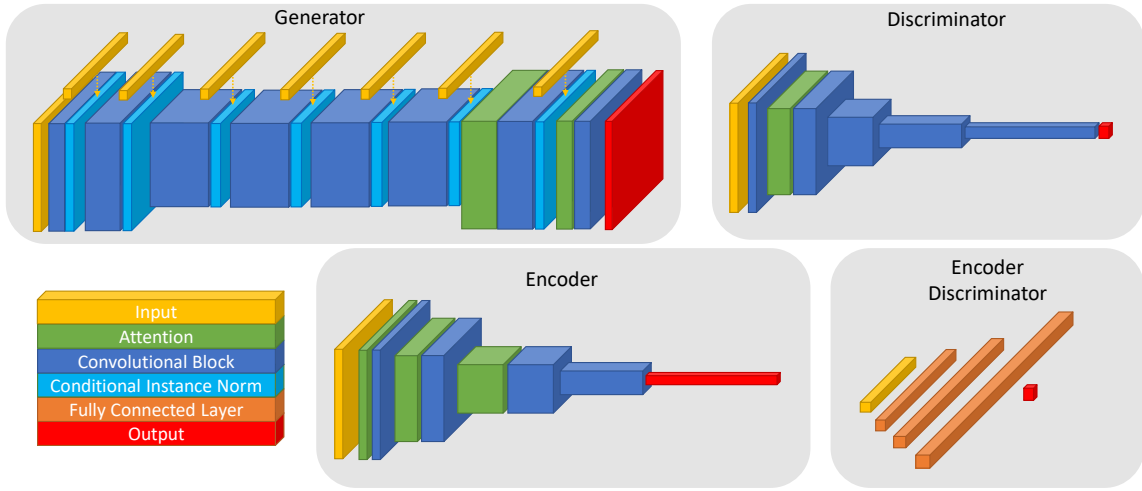 Generator
Discriminator
Encoder
Encoder
Discriminator
Input
Attention
Convolutional Block
Conditional Instance Norm
Fully Connected Layer
Output